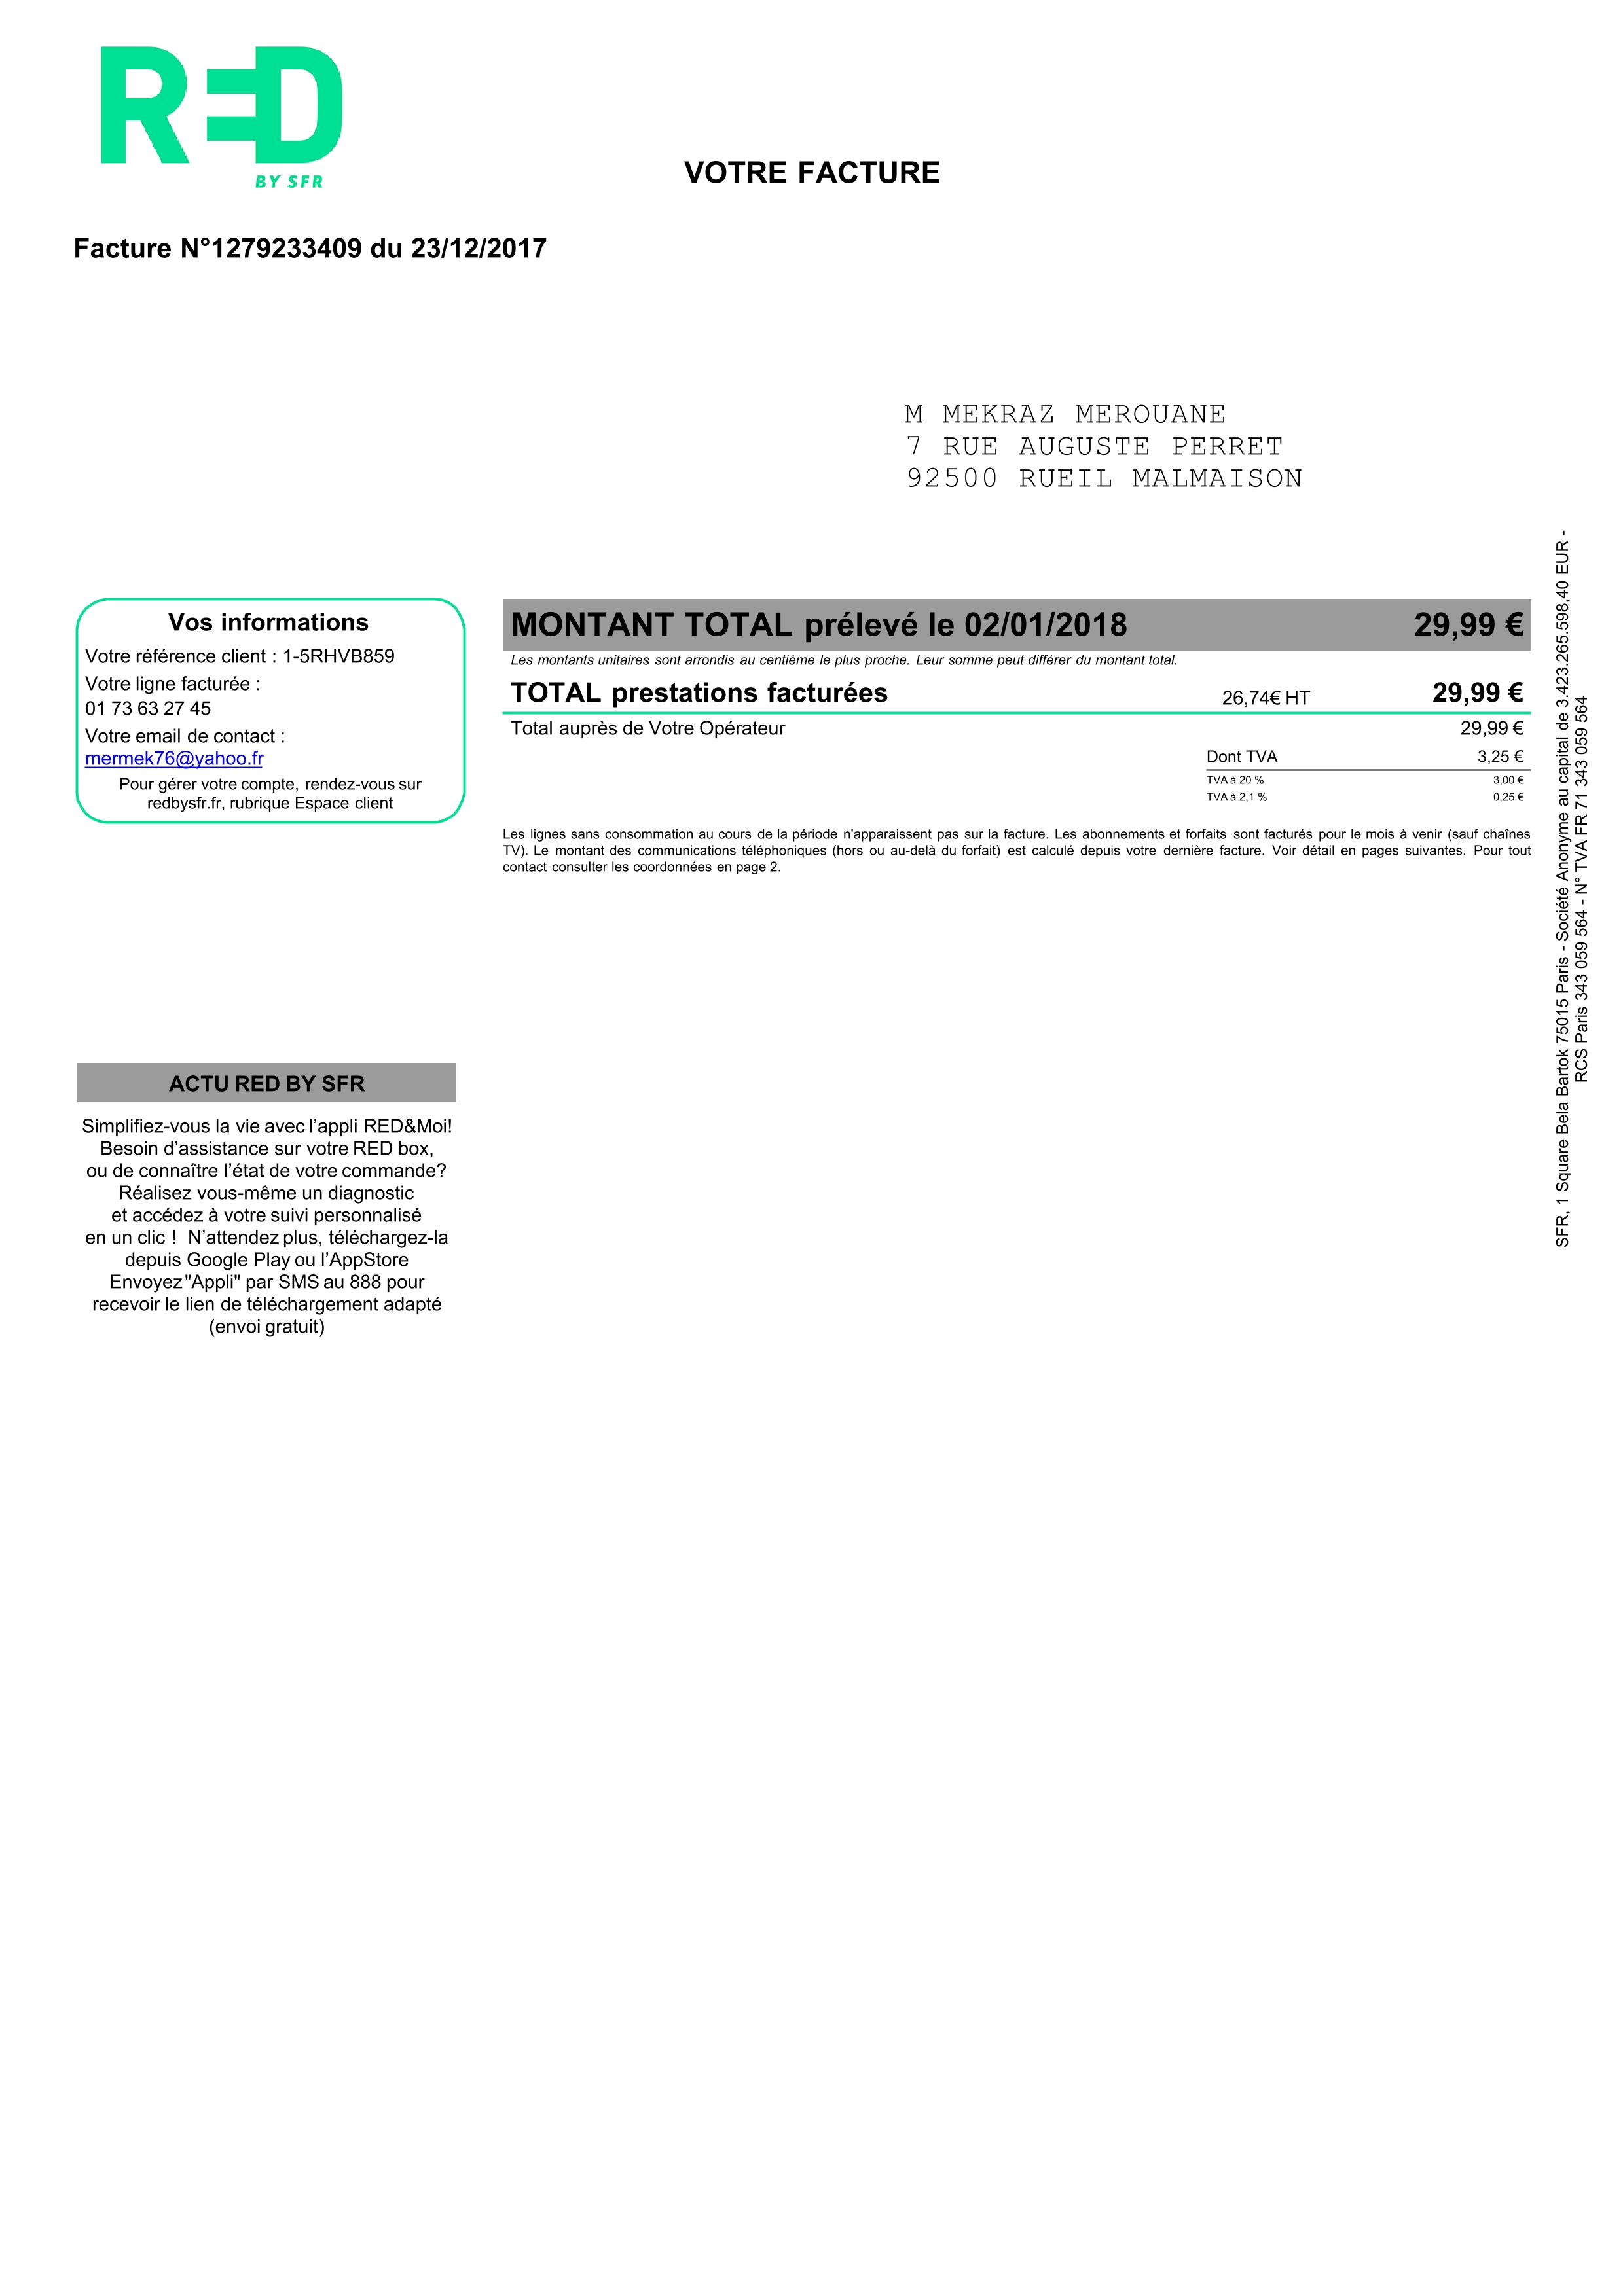 RED
BY SFR
VOTRE FACTURE
Facture N°1279233409 du 23/12/2017
M MEKRAZ MEROUANE
7 RUE AUGUSTE PERRET
92500 RUEIL MALMAISON
Vos informations
Votre référence client : 1-5RHVB859
Votre ligne facturée :
01 73 63 27 45
Votre email de contact :
mermek76@yahoo.fr
Pour gérer votre compte, rendez-vous sur
redbysfr.fr, rubrique Espace client
MONTANT TOTAL prélevé le 02/01/2018 29,99 €
Les montants unitaires sont arrondis au centième le plus proche. Leur somme peut différer du montant total.
TOTAL prestations facturées 26,74€ HT 29,99 €
Total auprès de Votre Opérateur 29,99 €
Dont TVA 3,25 €
TVA à 20 % 3,00 €
TVA à 2,1 % 0,25 €
Les lignes sans consommation au cours de la période n'apparaissent pas sur la facture. Les abonnements et forfaits sont facturés pour le mois à venir (sauf chaînes
TV). Le montant des communications téléphoniques (hors ou au-delà du forfait) est calculé depuis votre dernière facture. Voir détail en pages suivantes. Pour tout
contact consulter les coordonnées en page 2.
ACTU RED BY SFR
Simplifiez-vous la vie avec l’appli RED&Moi!
Besoin d’assistance sur votre RED box,
ou de connaître l’état de votre commande?
Réalisez vous-même un diagnostic
et accédez à votre suivi personnalisé
en un clic ! N’attendez plus, téléchargez-la
depuis Google Play ou l’AppStore
Envoyez "Appli" par SMS au 888 pour
recevoir le lien de téléchargement adapté
(envoi gratuit)
SFR, 1 Square Bela Bartok 75015 Paris - Société Anonyme au capital de 3.423.265.598,40 EUR -
RCS Paris 343 059 564 - N° TVA FR 71 343 059 564